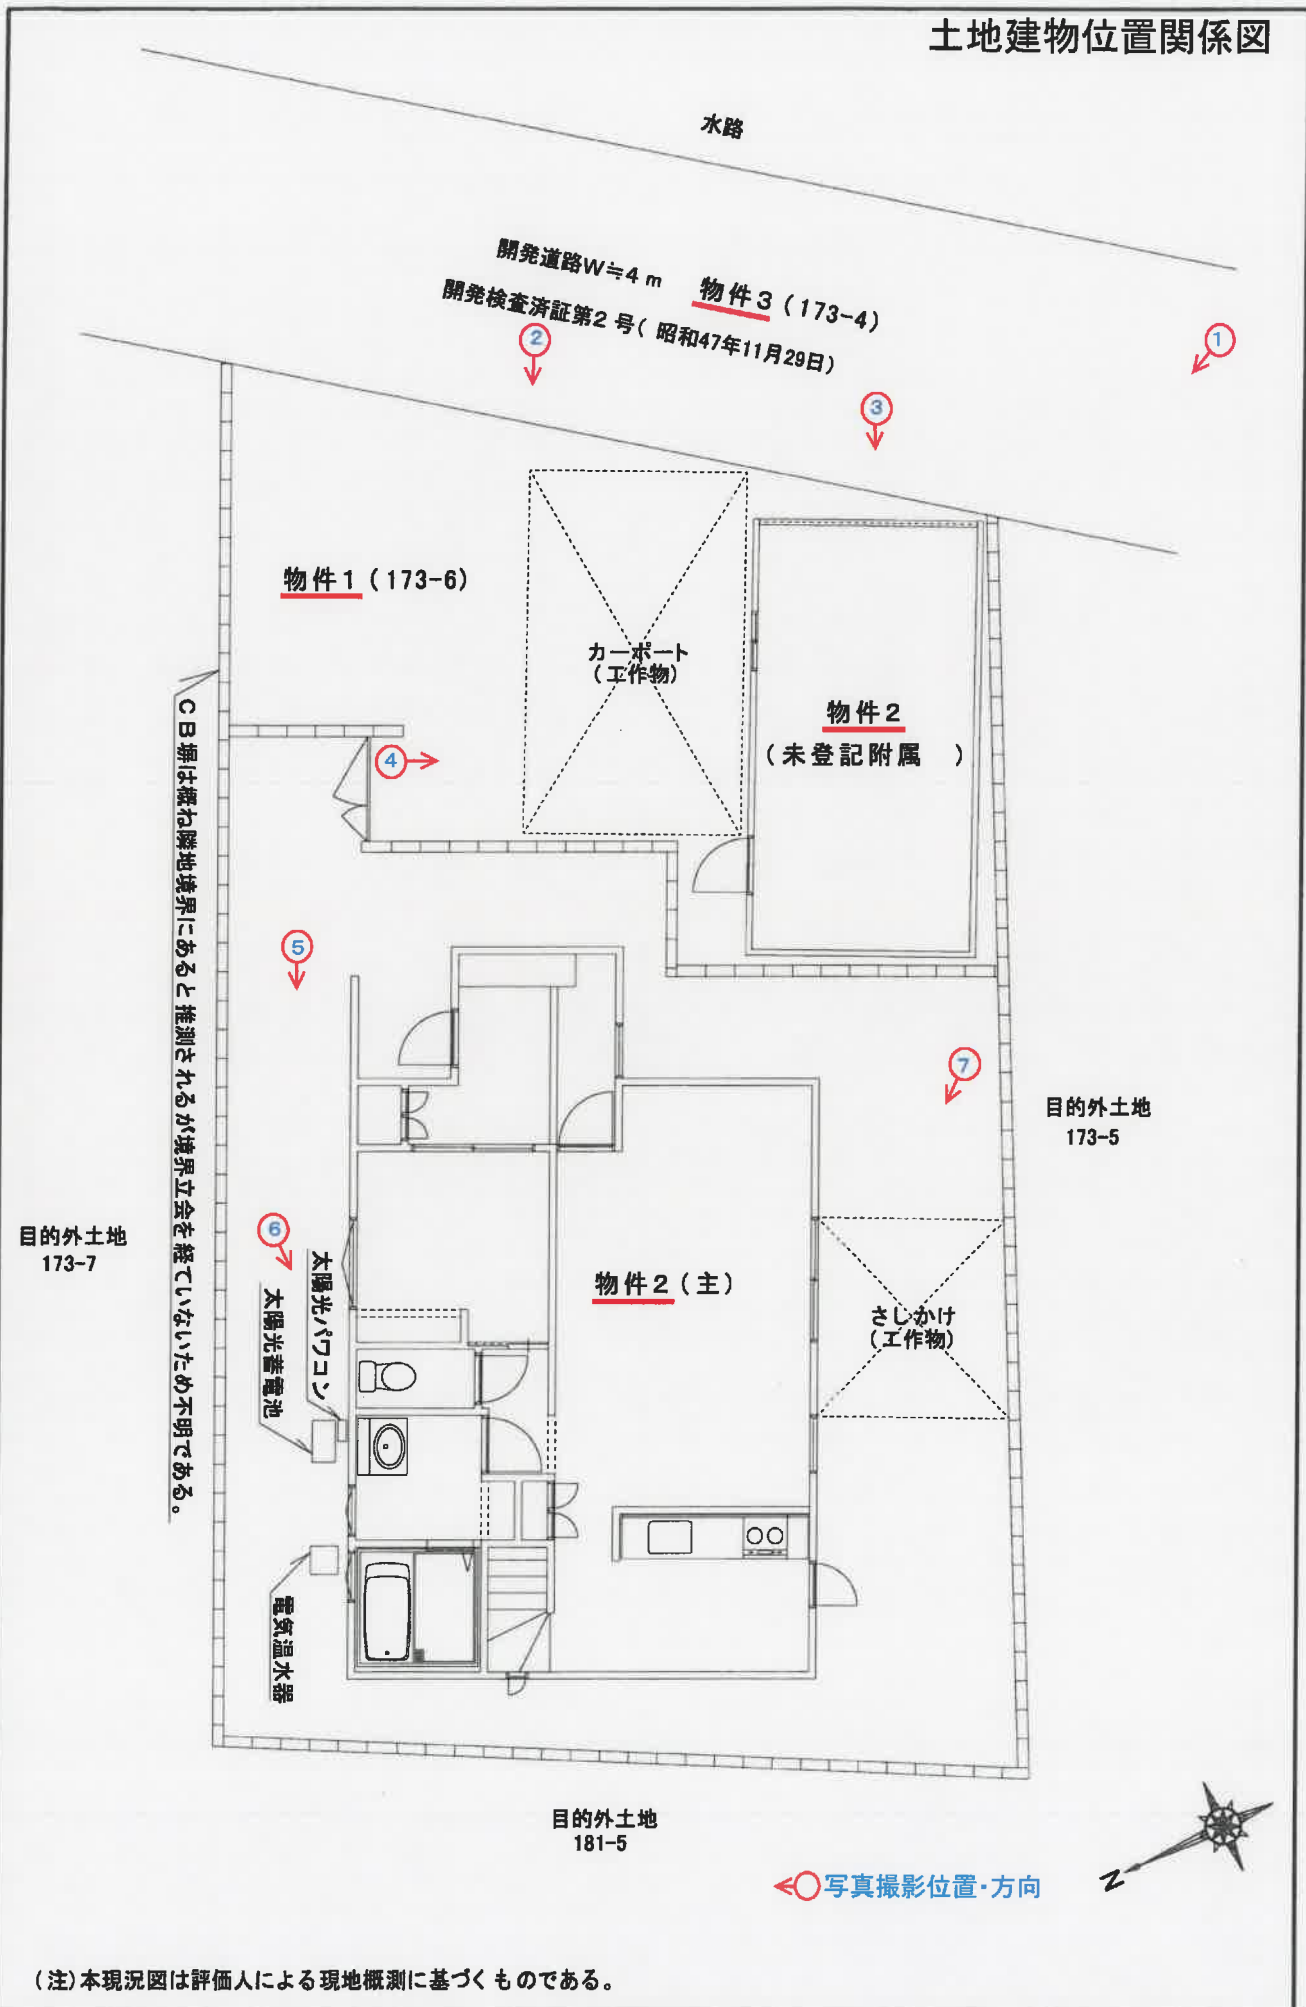 土地建物位置関係図
水路
開発道路W≒4m 物件3(173-4)
開発検査済証第2号(昭和47年11月29日)
1
2
3
物件1(173-6)
カーポート
(工作物)
物件2
(未登記附属 )
4
CB塀は概ね隣地境界にあると推測されるが境界立会を経ていないため不明である。
5
7
目的外土地
173-5
目的外土地
173-7
6
太陽光パワコン
太陽光蓄電池
物件2(主)
さしかけ
(工作物)
電気温水器
目的外土地
181-5
N
写真撮影位置・方向
(注)本現況図は評価人による現地概測に基づくものである。